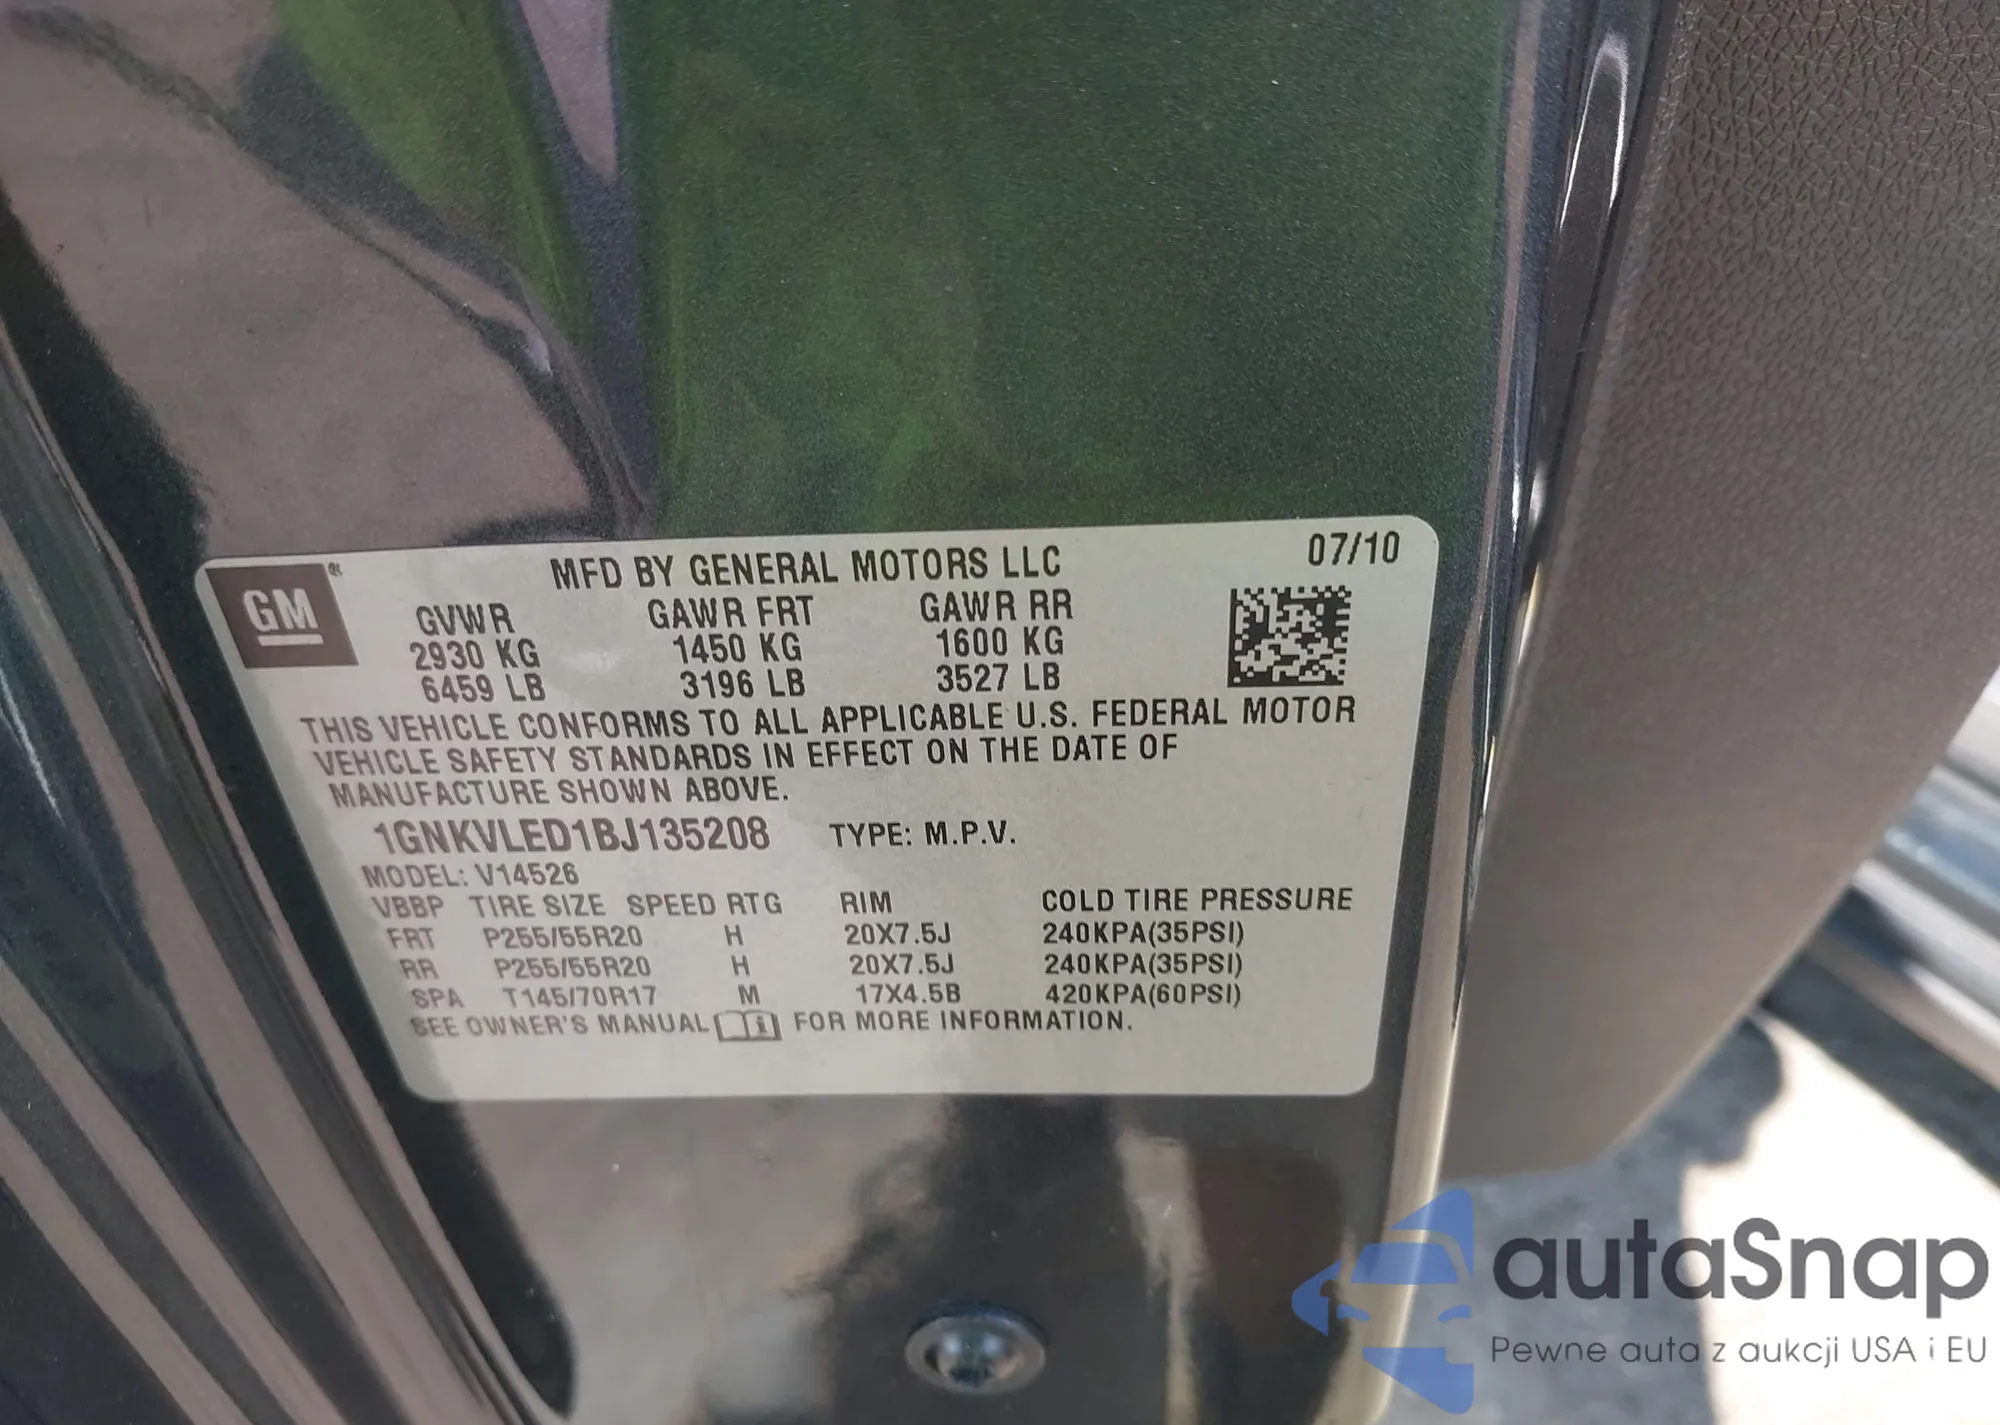 MFD BY GENERAL MOTORS LLC 07/10
GM ®
GVWR GAWR FRT GAWR RR
2930 KG 1450 KG 1600 KG
6459 LB 3196 LB 3527 LB
THIS VEHICLE CONFORMS TO ALL APPLICABLE U.S. FEDERAL MOTOR
VEHICLE SAFETY STANDARDS IN EFFECT ON THE DATE OF
MANUFACTURE SHOWN ABOVE.
1GNKVLED1BJ135208 TYPE: M.P.V.
MODEL: V14526
VBBP TIRE SIZE SPEED RTG RIM COLD TIRE PRESSURE
FRT P255/55R20 H 20X7.5J 240KPA(35PSI)
RR P255/55R20 H 20X7.5J 240KPA(35PSI)
SPA T145/70R17 M 17X4.5B 420KPA(60PSI)
SEE OWNER'S MANUAL i FOR MORE INFORMATION.
autaSnap
Pewne auta z aukcji USA i EU